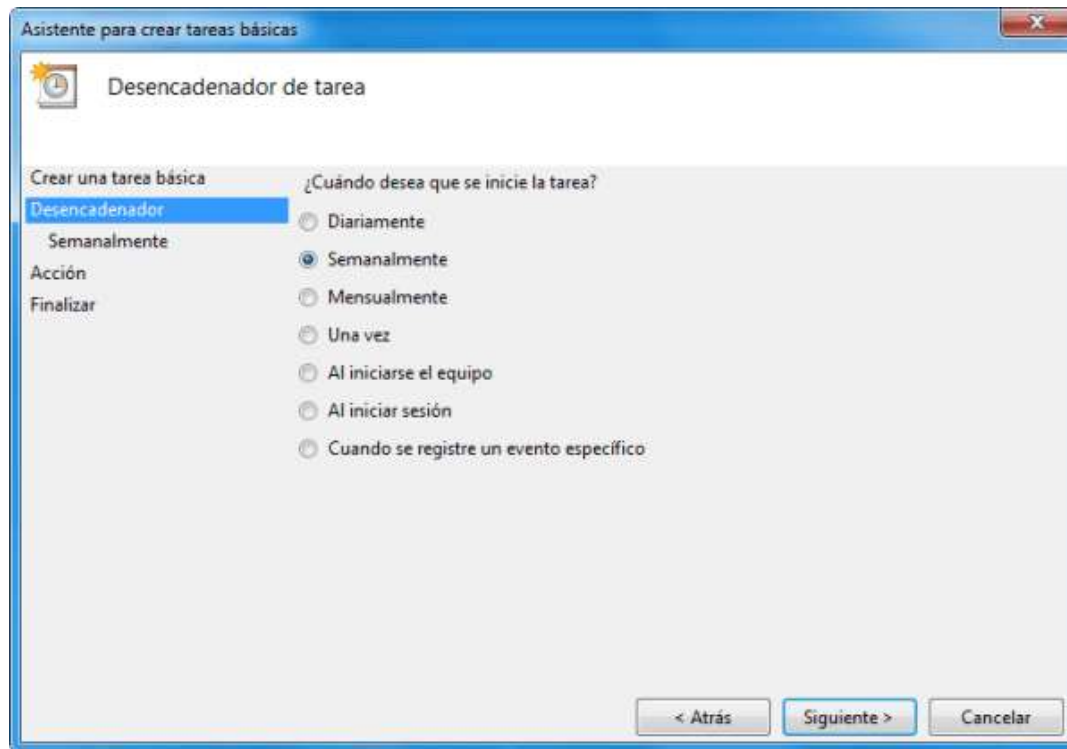 Asistente para crear tareas básicas
Desencadenador de tarea
Crear una tarea básica
Desencadenador
Semanalmente
Acción
Finalizar
¿Cuándo desea que se inicie la tarea?
Diariamente
Semanalmente
Mensualmente
Una vez
Al iniciarse el equipo
Al iniciar sesión
Cuando se registre un evento específico
< Atrás
Siguiente >
Cancelar